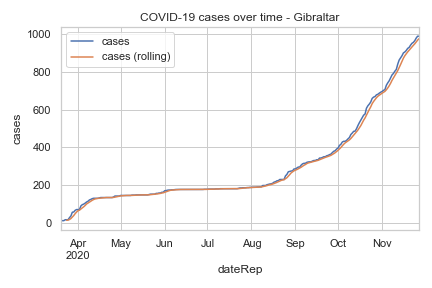 COVID-19 cases over time - Gibraltar
cases
cases (rolling)
1000
800
600
400
200
0
cases
Apr May Jun Jul Aug Sep Oct Nov
2020
dateRep